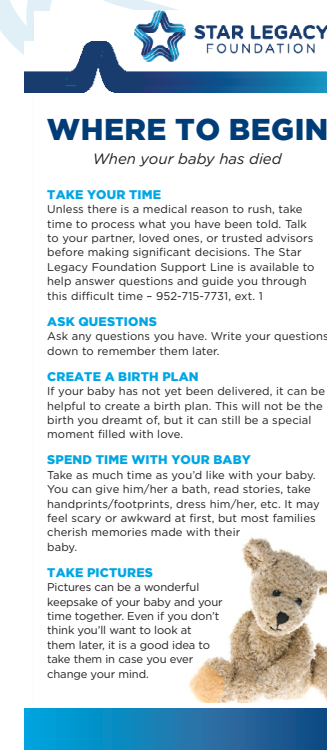 STAR LEGACY
FOUNDATION
WHERE TO BEGIN
When your baby has died
TAKE YOUR TIME
Unless there is a medical reason to rush, take
time to process what you have been told. Talk
to your partner, loved ones, or trusted advisors
before making significant decisions. The Star
Legacy Foundation Support Line is available to
help answer questions and guide you through
this difficult time – 952-715-7731, ext. 1
ASK QUESTIONS
Ask any questions you have. Write your questions
down to remember them later.
CREATE A BIRTH PLAN
If your baby has not yet been delivered, it can be
helpful to create a birth plan. This will not be the
birth you dreamt of, but it can still be a special
moment filled with love.
SPEND TIME WITH YOUR BABY
Take as much time as you’d like with your baby.
You can give him/her a bath, read stories, take
handprints/footprints, dress him/her, etc. It may
feel scary or awkward at first, but most families
cherish memories made with their
baby.
TAKE PICTURES
Pictures can be a wonderful
keepsake of your baby and your
time together. Even if you don’t
think you’ll want to look at
them later, it is a good idea to
take them in case you ever
change your mind.